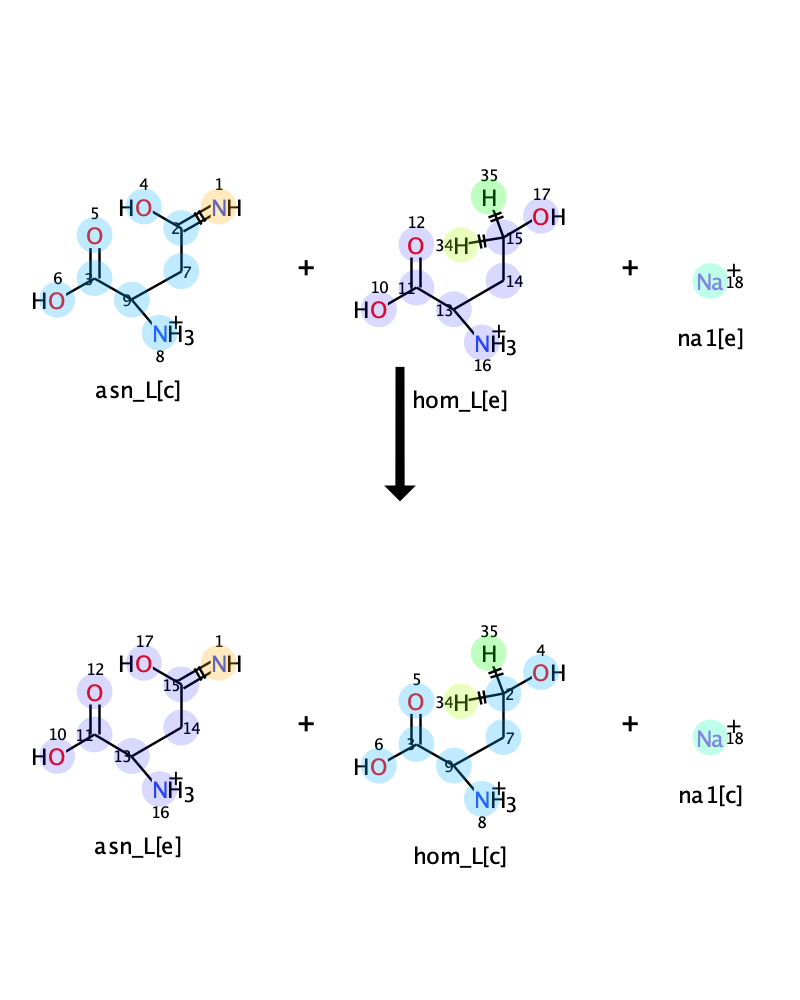 4 1
HO NH
2
5
O
7
6 3
HO 9
NH3+
8
asn_L[c]
+
35
H 17
OH
12 34 H 15
O
14
10 11
HO 13
NH3+
16
hom_L[e]
+
Na+
18
na1[e]
17 1
HO NH
15
12
O
14
10 11
HO 13
NH3+
16
asn_L[e]
+
35
H 4
OH
5 34 H 2
O
7
6 3
HO 9
NH3+
8
hom_L[c]
+
Na+
18
na1[c]